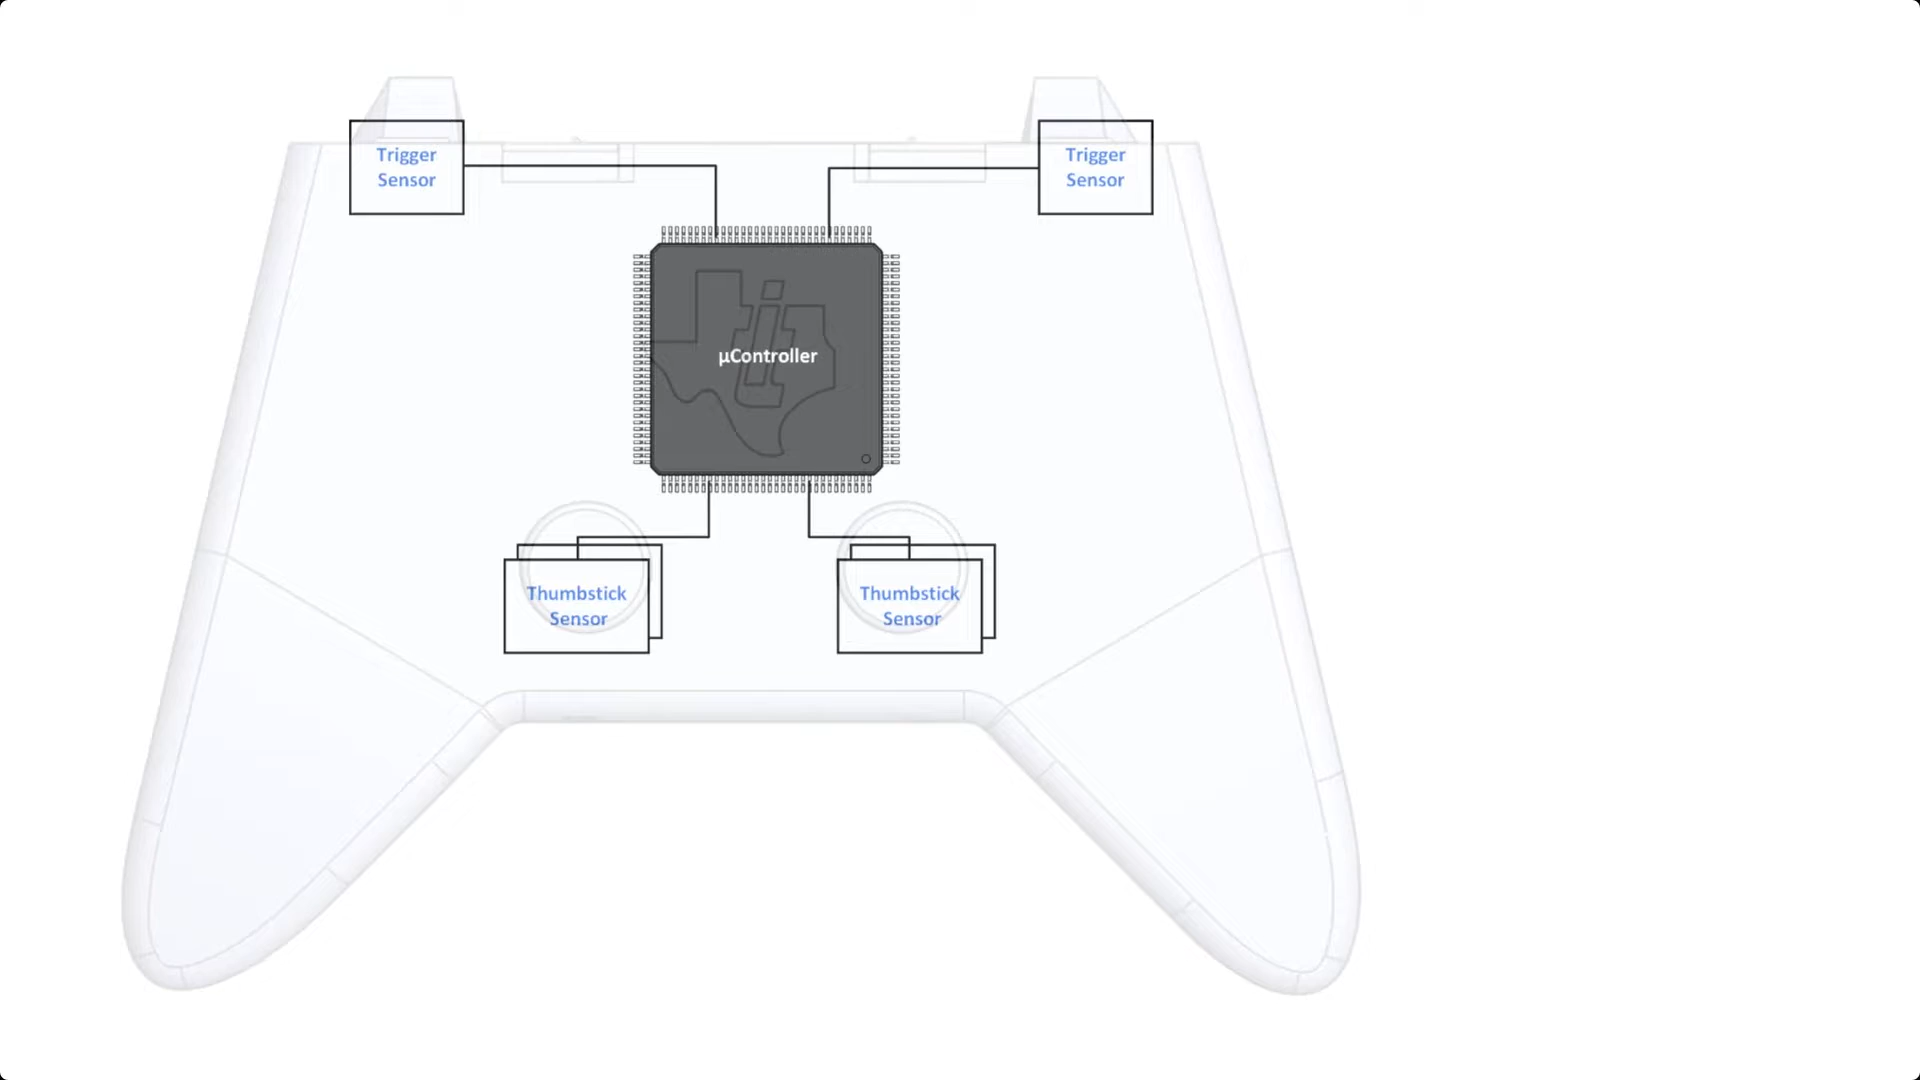 Trigger
Sensor
Trigger
Sensor
µController
Thumbstick
Sensor
Thumbstick
Sensor